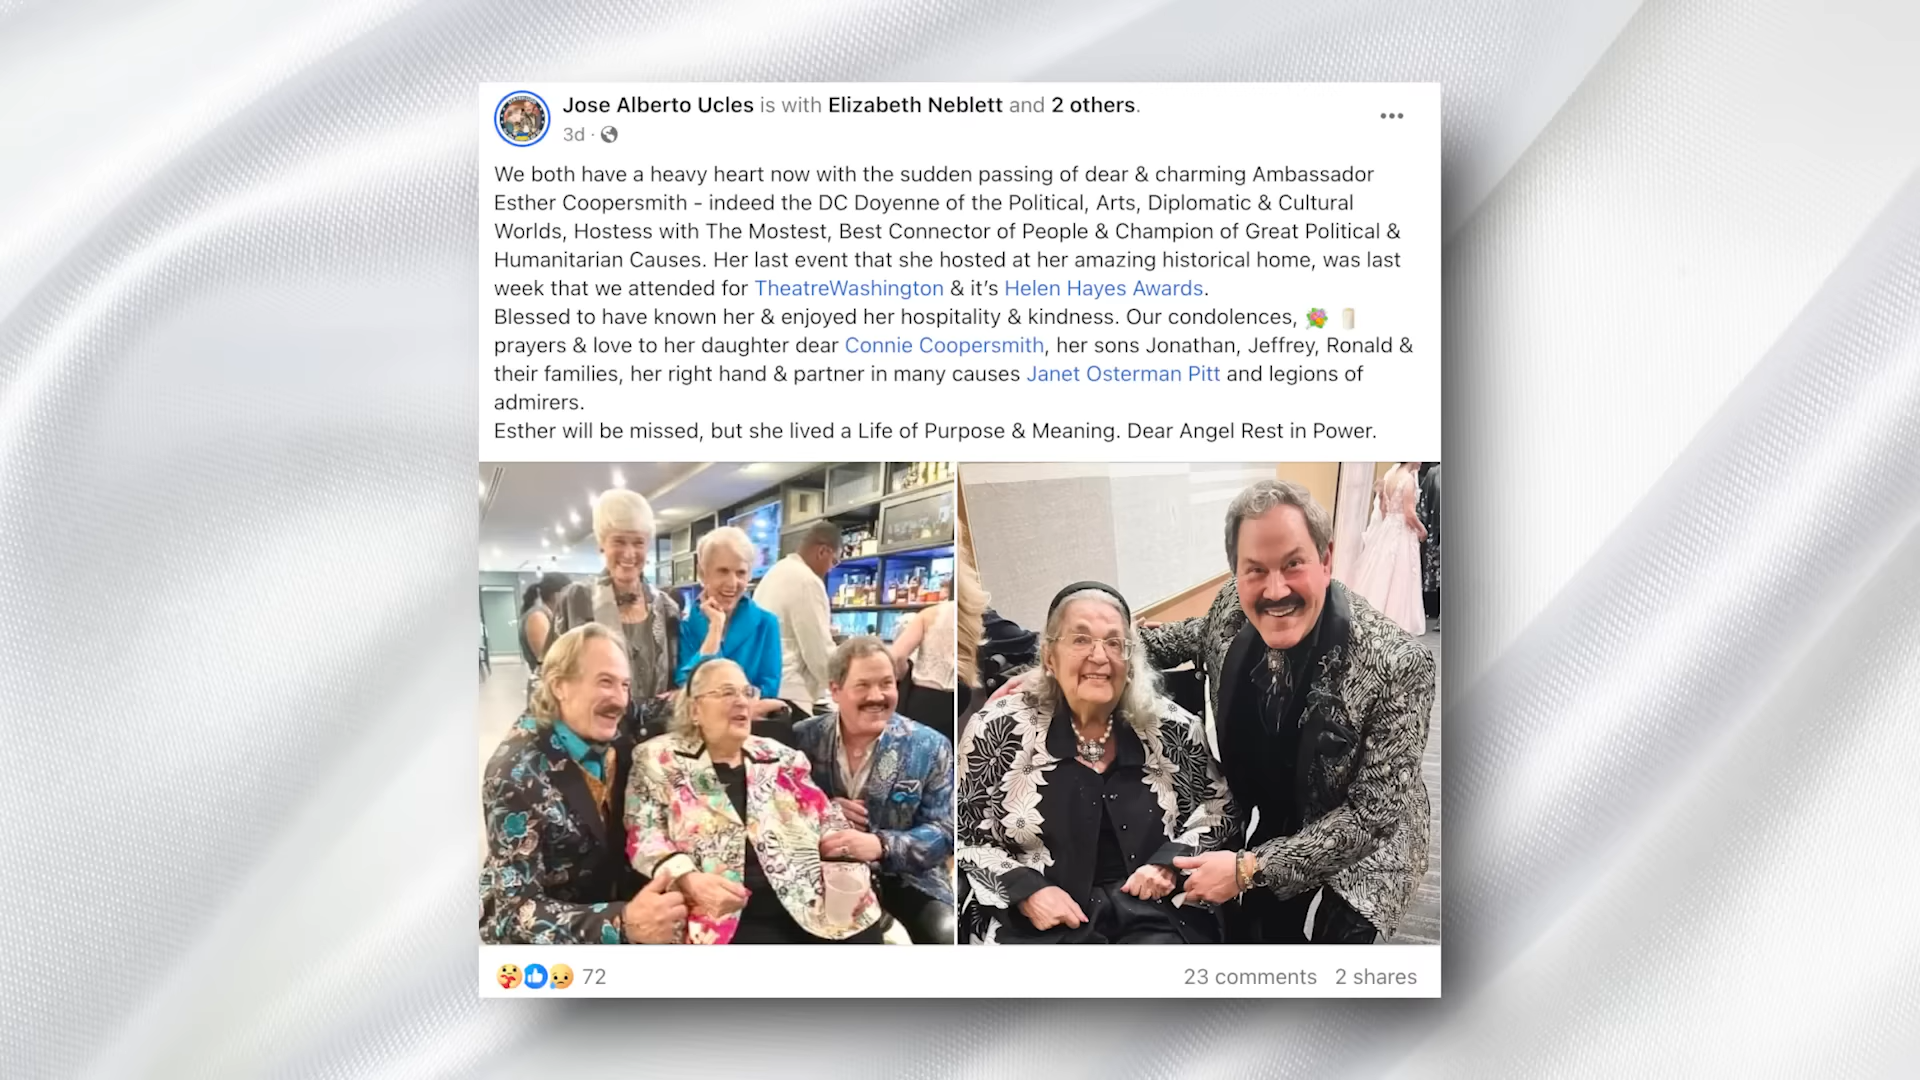 Jose Alberto Ucles is with Elizabeth Neblett and 2 others.
3d ·
We both have a heavy heart now with the sudden passing of dear & charming Ambassador
Esther Coopersmith - indeed the DC Doyenne of the Political, Arts, Diplomatic & Cultural
Worlds, Hostess with The Mostest, Best Connector of People & Champion of Great Political &
Humanitarian Causes. Her last event that she hosted at her amazing historical home, was last
week that we attended for TheatreWashington & it’s Helen Hayes Awards.
Blessed to have known her & enjoyed her hospitality & kindness. Our condolences, 💐 🕯
prayers & love to her daughter dear Connie Coopersmith, her sons Jonathan, Jeffrey, Ronald &
their families, her right hand & partner in many causes Janet Osterman Pitt and legions of
admirers.
Esther will be missed, but she lived a Life of Purpose & Meaning. Dear Angel Rest in Power.
72
23 comments 2 shares